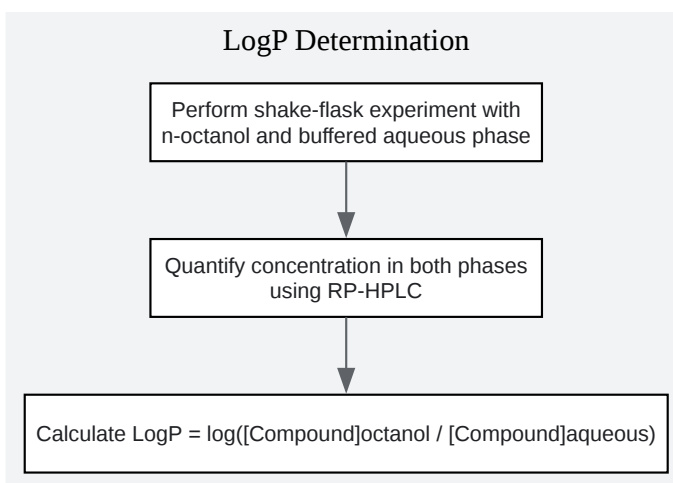 LogP Determination
Perform shake-flask experiment with
n-octanol and buffered aqueous phase
Quantify concentration in both phases
using RP-HPLC
Calculate LogP = log([Compound]octanol / [Compound]aqueous)